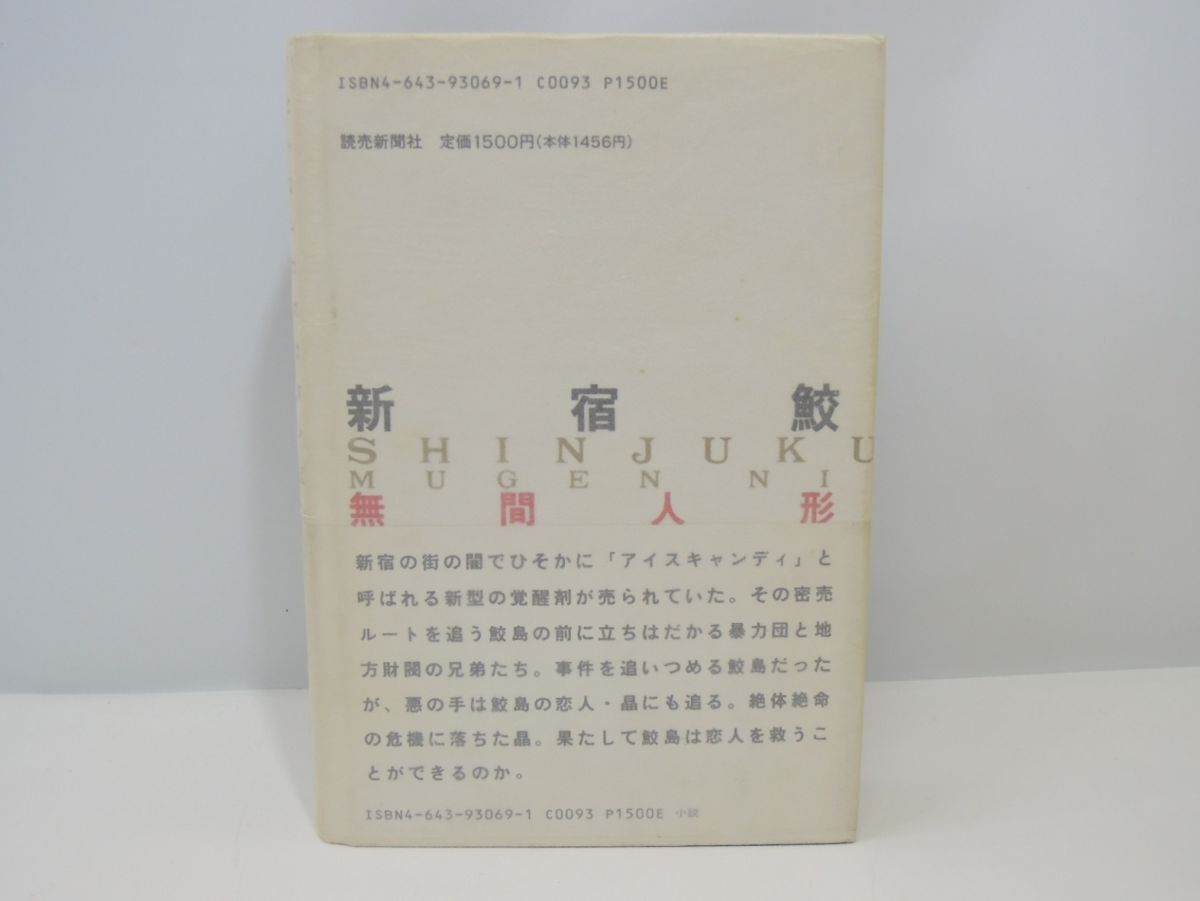 ISBN4-643-93069-1 C0093 P1500E
読売新聞社 定価1500円(本体1456円)
新宿鮫
SHINJUKU
MUGEN NI
無間人形
新宿の街の闇でひそかに「アイスキャンディ」と
呼ばれる新型の覚醒剤が売られていた。その密売
ルートを追う鮫島の前に立ちはだかる暴力団と地
方財閥の兄弟たち。事件を追いつめる鮫島だった
が、悪の手は鮫島の恋人・晶にも迫る。絶体絶命
の危機に落ちた晶。果たして鮫島は恋人を救うこ
とができるのか。
ISBN4-643-93069-1 C0093 P1500E 小説